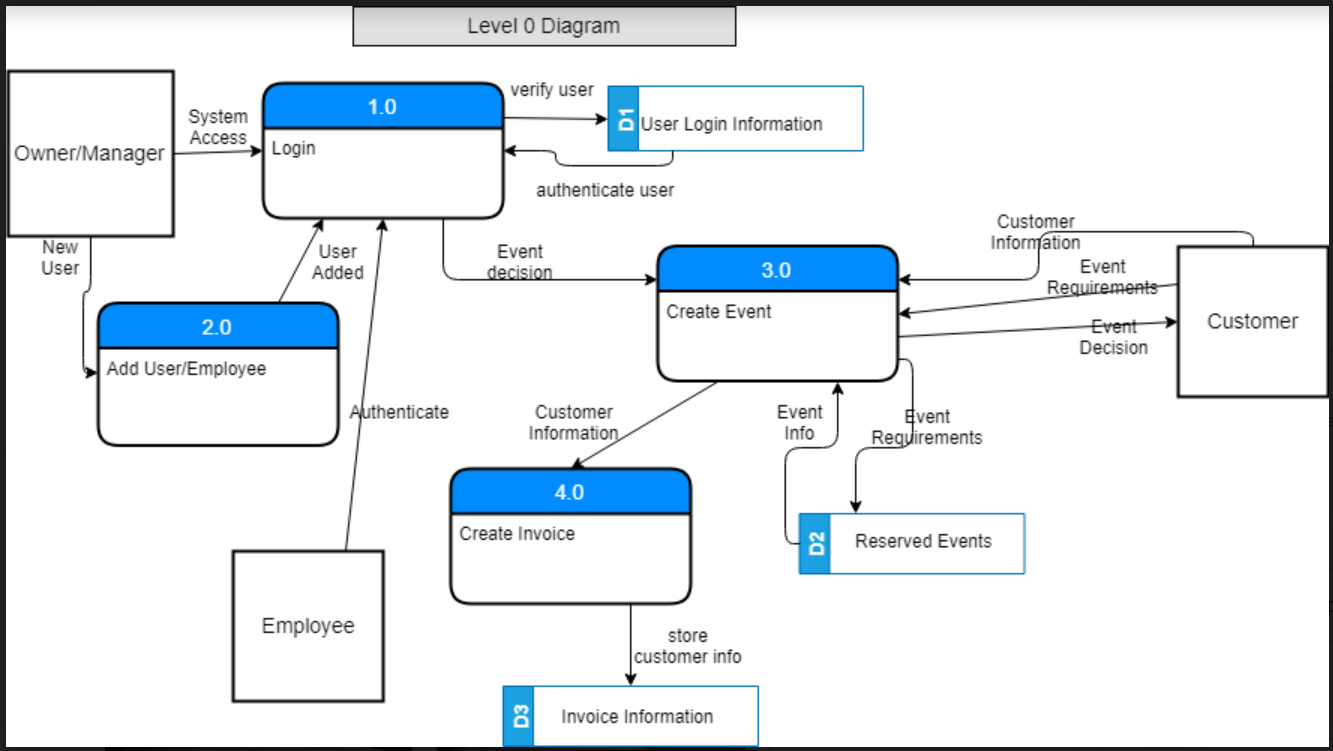 Level 0 Diagram
Owner/Manager
System
Access
1.0
Login
verify user
D1
User Login Information
authenticate user
New
User
User
Added
Event
decision
Customer
Information
Event
Requirements
Event
Decision
Customer
3.0
Create Event
2.0
Add User/Employee
Authenticate
Customer
Information
Event
Info
Event
Requirements
4.0
Create Invoice
D2
Reserved Events
Employee
store
customer info
D3
Invoice Information